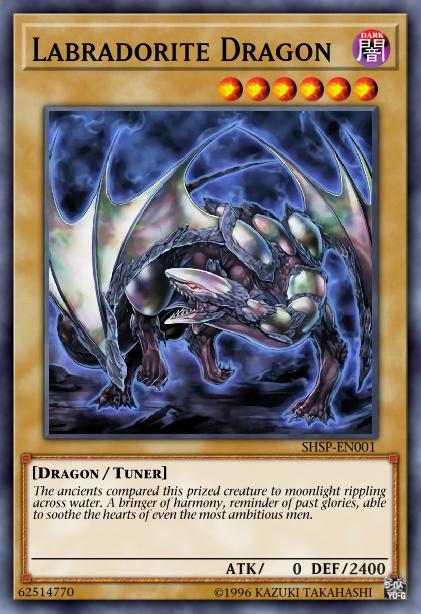 Labradorite Dragon
DARK
闇
SHSP-EN001
[Dragon / Tuner]
The ancients compared this prized creature to moonlight rippling
across water. A bringer of harmony, reminder of past glories, able
to soothe the hearts of even the most ambitious men.
ATK/ 0 DEF/2400
62514770
©1996 KAZUKI TAKAHASHI